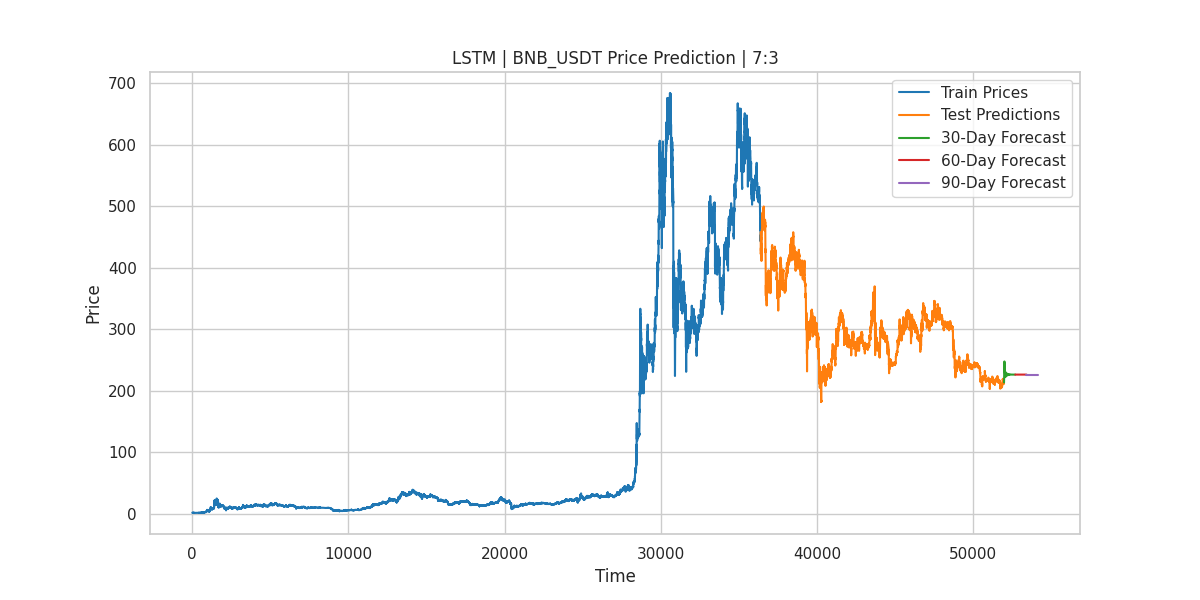 LSTM | BNB_USDT Price Prediction | 7:3
700
600
500
400
300
200
100
0
Price
Train Prices
Test Predictions
30-Day Forecast
60-Day Forecast
90-Day Forecast
0 10000 20000 30000 40000 50000
Time